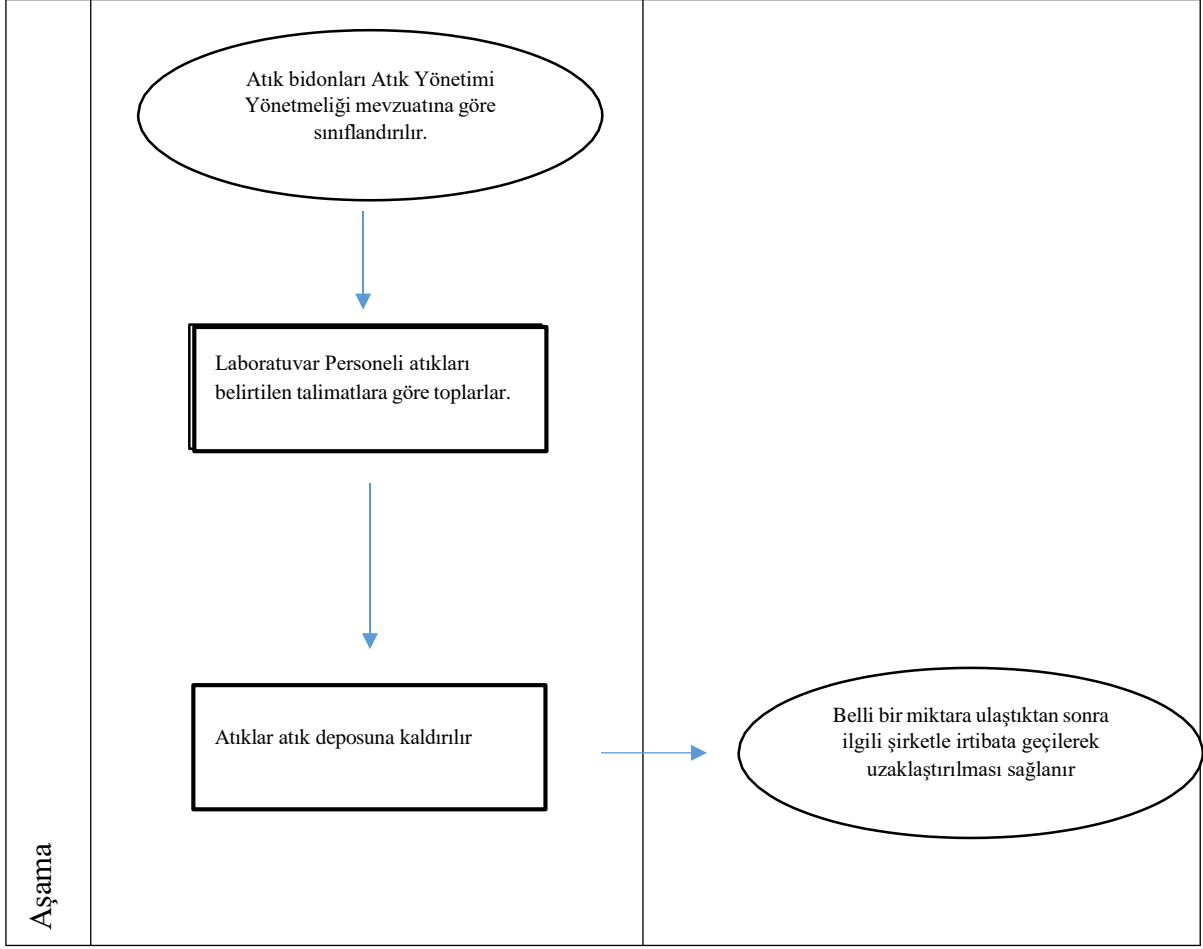 Atık bidonları Atık Yönetimi
Yönetmeliği mevzuatına göre
sınıflandırılır.
Laboratuvar Personeli atıkları
belirtilen talimatlara göre toplarlar.
Atıklar atık deposuna kaldırılır
Belli bir miktara ulaştıktan sonra
ilgili şirketle irtibata geçilerek
uzaklaştırılması sağlanır
Aşama